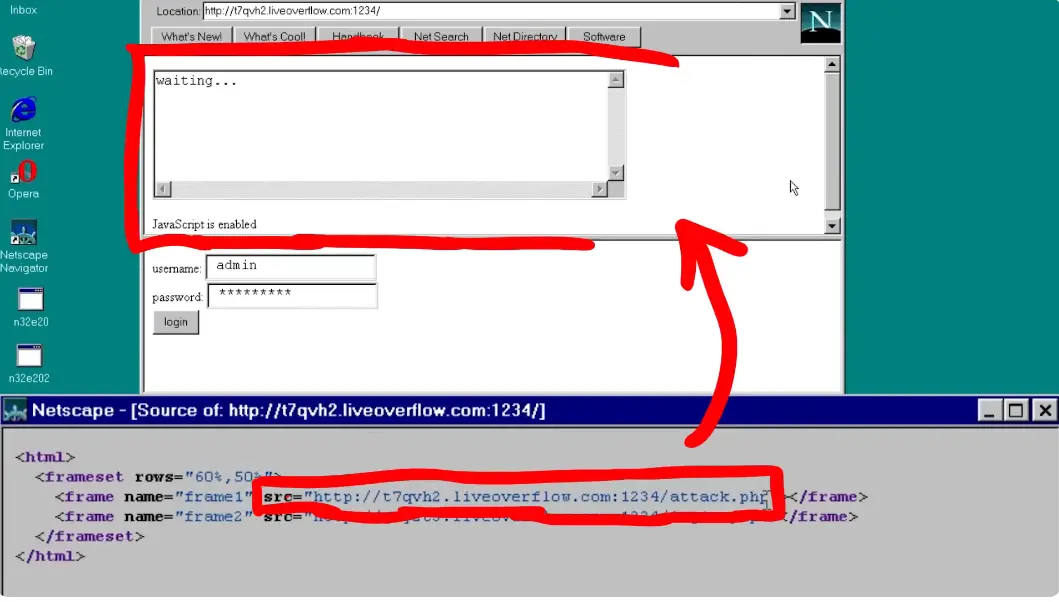 Inbox
Location: http://t7qvh2.liveoverflow.com:1234/
N
What's New! What's Cool! Handbook Net Search Net Directory Software
Recycle Bin
waiting...
Internet
Explorer
Opera
JavaScript is enabled
Netscape
Navigator
username: admin
password: *********
login
n32e20
n32e202
Netscape - [Source of: http://t7qvh2.liveoverflow.com:1234/]
<html>
<frameset rows="60%,50%">
<frame name="frame1" src="http://t7qvh2.liveoverflow.com:1234/attack.php"></frame>
<frame name="frame2" src= </frame>
</frameset>
</html>